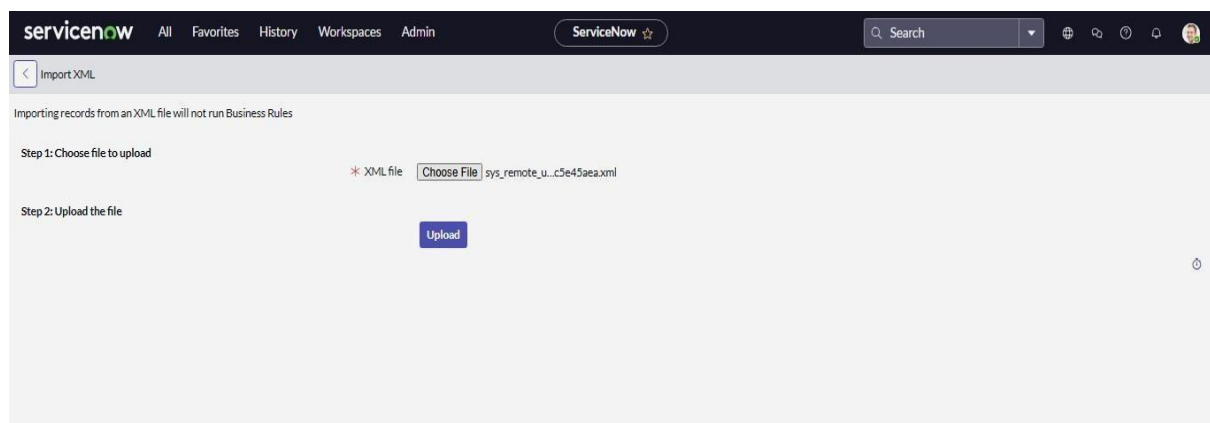 servicenow All Favorites History Workspaces Admin ServiceNow Search
Import XML
Importing records from an XML file will not run Business Rules
Step 1: Choose file to upload
XML file Choose File sys_remote_u...c5e45aea.xml
Step 2: Upload the file
Upload